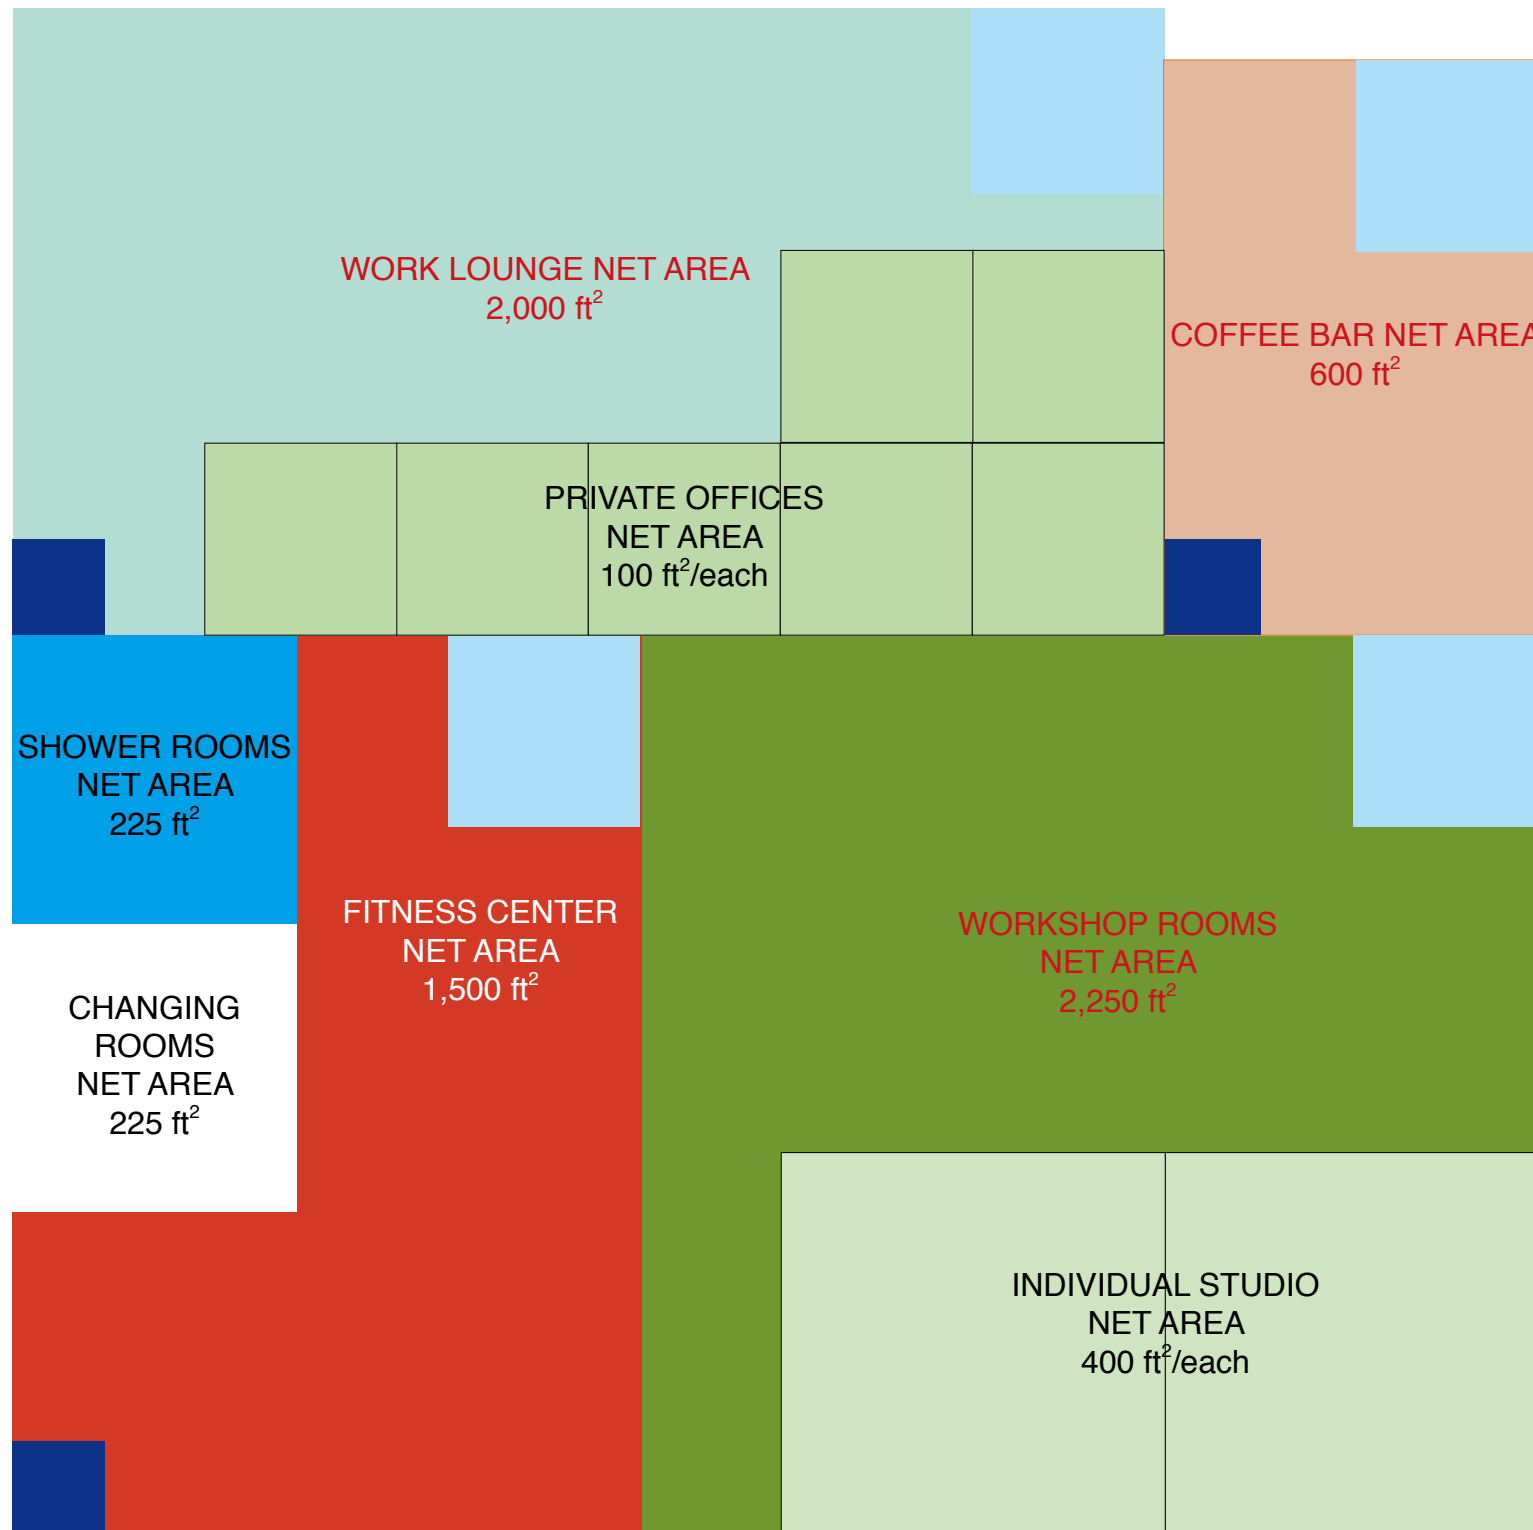 WORK LOUNGE NET AREA
2,000 ft²
COFFEE BAR NET AREA
600 ft²
PRIVATE OFFICES
NET AREA
100 ft²/each
SHOWER ROOMS
NET AREA
225 ft²
FITNESS CENTER
NET AREA
1,500 ft²
WORKSHOP ROOMS
NET AREA
2,250 ft²
CHANGING
ROOMS
NET AREA
225 ft²
INDIVIDUAL STUDIO
NET AREA
400 ft²/each